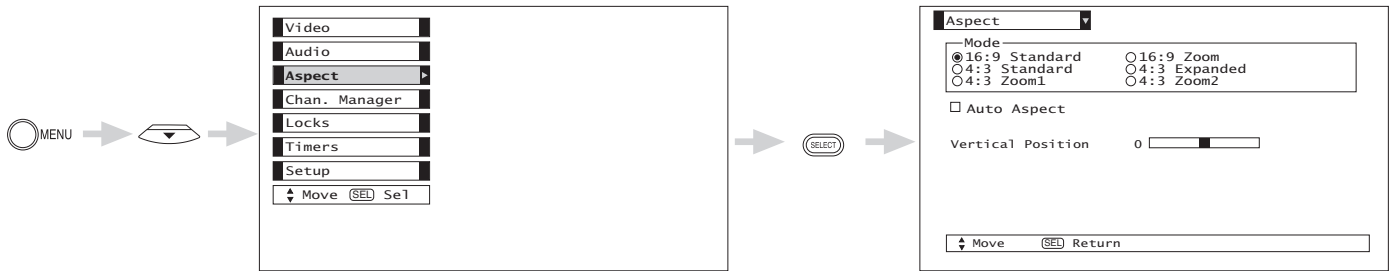 MENU
Video
Audio
Aspect
Chan. Manager
Locks
Timers
Setup
Move SEL Sel
SELECT
Aspect
Mode
16:9 Standard 16:9 Zoom
4:3 Standard 4:3 Expanded
4:3 Zoom1 4:3 Zoom2
Auto Aspect
Vertical Position 0
Move SEL Return